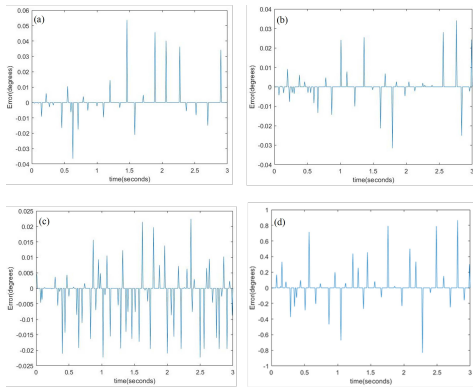 (a)
0.06
0.05
0.04
0.03
0.02
0.01
0
-0.01
-0.02
-0.03
-0.04
Error(degrees)
0 0.5 1 1.5 2 2.5 3
time(seconds)
(b)
0.04
0.03
0.02
0.01
0
-0.01
-0.02
-0.03
-0.04
Error(degrees)
0 0.5 1 1.5 2 2.5 3
time(seconds)
(c)
0.025
0.02
0.015
0.01
0.005
0
-0.005
-0.01
-0.015
-0.02
-0.025
Error(degrees)
0 0.5 1 1.5 2 2.5 3
time(seconds)
(d)
1
0.8
0.6
0.4
0.2
0
-0.2
-0.4
-0.6
-0.8
-1
Error(degrees)
0 0.5 1 1.5 2 2.5 3
time(seconds)